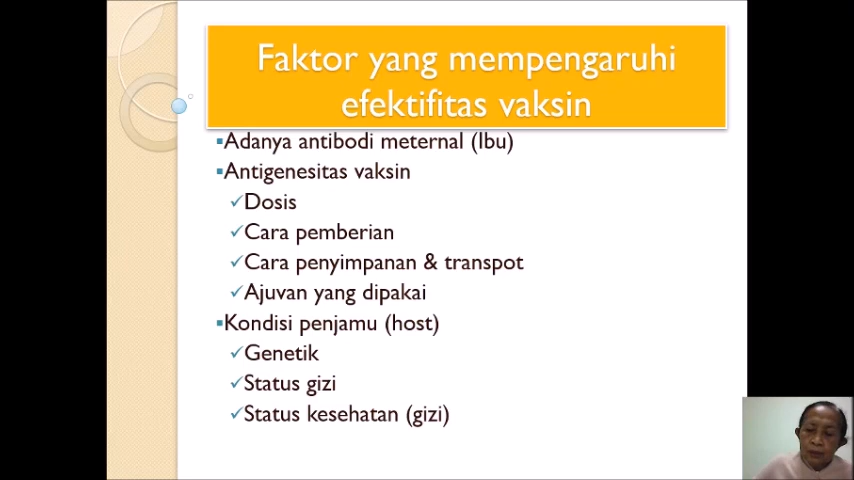 Faktor yang mempengaruhi
efektifitas vaksin
Adanya antibodi meternal (Ibu)
Antigenesitas vaksin
Dosis
Cara pemberian
Cara penyimpanan & transpot
Ajuvan yang dipakai
Kondisi penjamu (host)
Genetik
Status gizi
Status kesehatan (gizi)